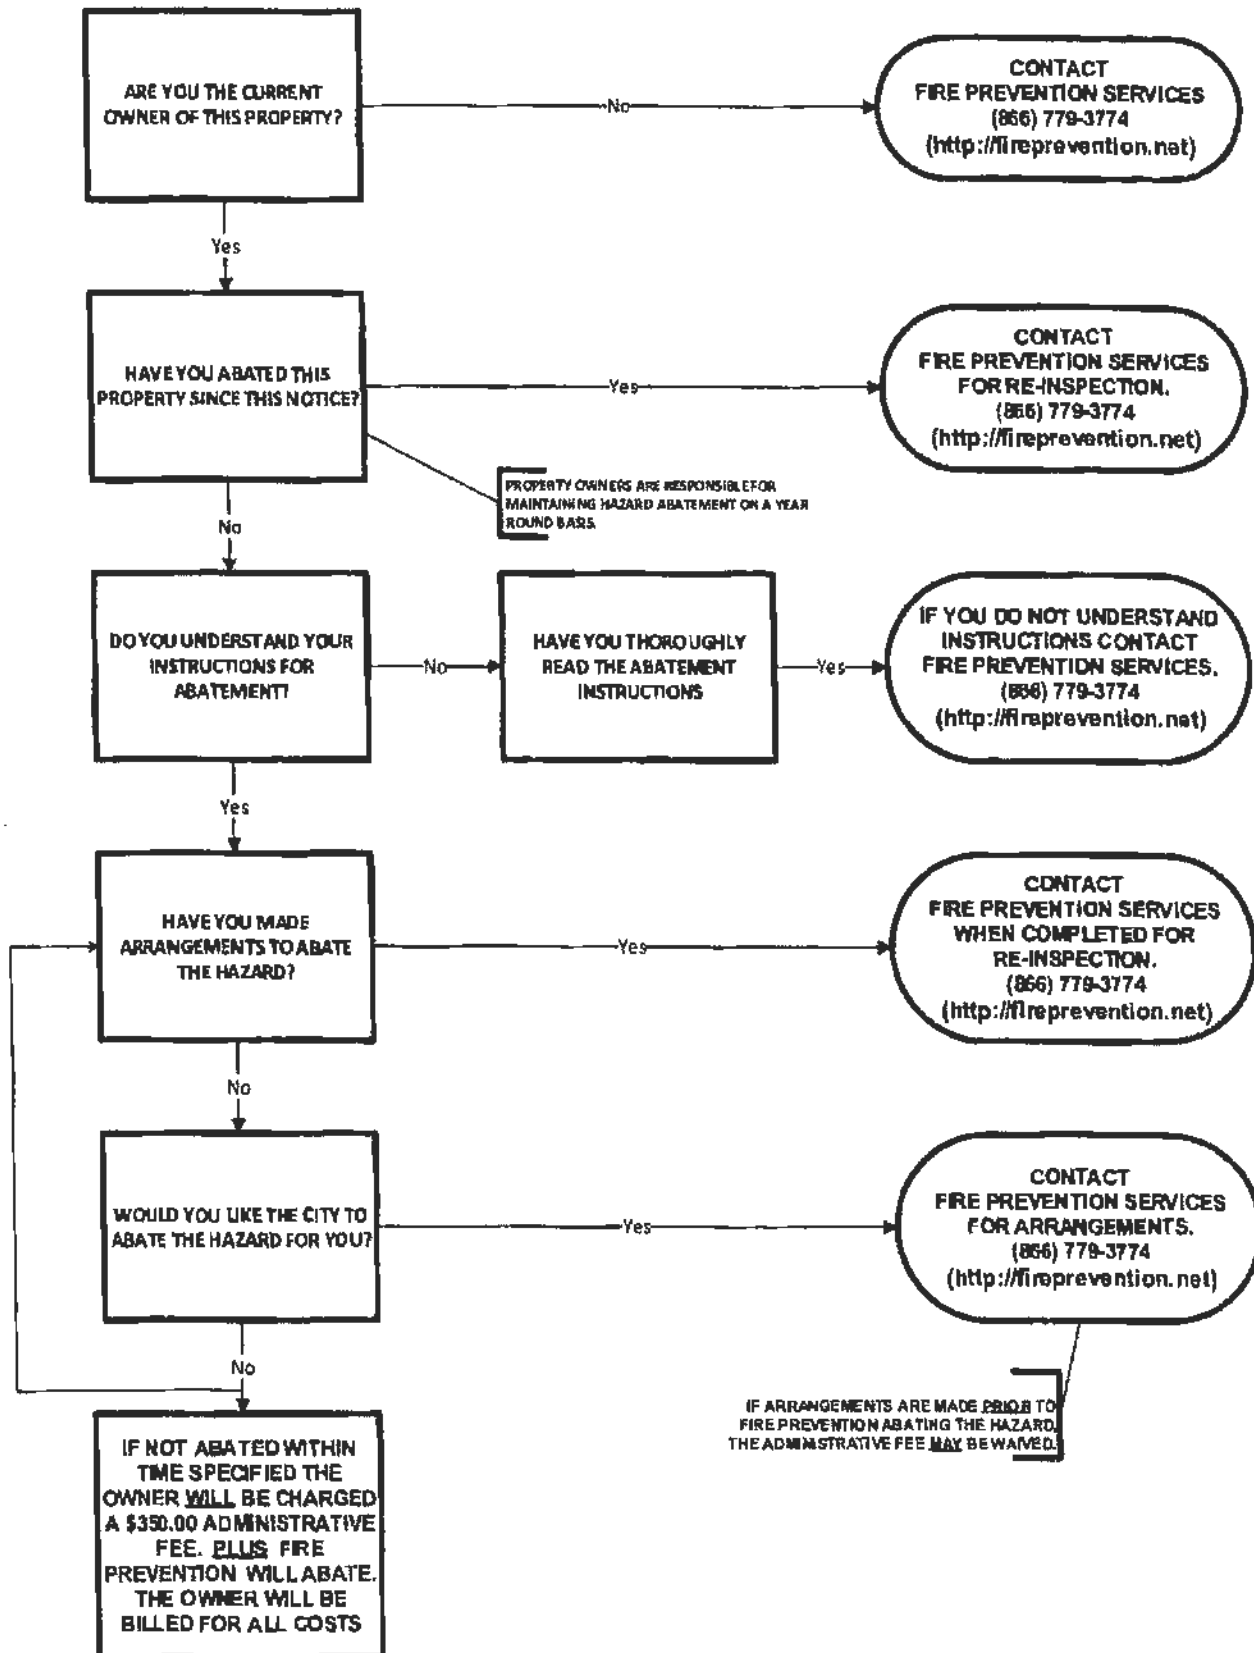 ARE YOU THE CURRENT
OWNER OF THIS PROPERTY?
No
CONTACT
FIRE PREVENTION SERVICES
(866) 779-3774
(http://fireprevention.net)
Yes
HAVE YOU ABATED THIS
PROPERTY SINCE THIS NOTICE?
Yes
CONTACT
FIRE PREVENTION SERVICES
FOR RE-INSPECTION.
(866) 779-3774
(http://fireprevention.net)
PROPERTY OWNERS ARE RESPONSIBLE FOR
MAINTAINING HAZARD ABATEMENT ON A YEAR
ROUND BASIS.
No
DO YOU UNDERSTAND YOUR
INSTRUCTIONS FOR
ABATEMENT?
No
HAVE YOU THOROUGHLY
READ THE ABATEMENT
INSTRUCTIONS
Yes
IF YOU DO NOT UNDERSTAND
INSTRUCTIONS CONTACT
FIRE PREVENTION SERVICES.
(866) 779-3774
(http://fireprevention.net)
Yes
HAVE YOU MADE
ARRANGEMENTS TO ABATE
THE HAZARD?
Yes
CONTACT
FIRE PREVENTION SERVICES
WHEN COMPLETED FOR
RE-INSPECTION.
(866) 779-3774
(http://fireprevention.net)
No
WOULD YOU LIKE THE CITY TO
ABATE THE HAZARD FOR YOU?
Yes
CONTACT
FIRE PREVENTION SERVICES
FOR ARRANGEMENTS.
(866) 779-3774
(http://fireprevention.net)
No
IF ARRANGEMENTS ARE MADE PRIOR TO
FIRE PREVENTION ABATING THE HAZARD,
THE ADMINISTRATIVE FEE MAY BE WAIVED.
IF NOT ABATED WITHIN
TIME SPECIFIED THE
OWNER WILL BE CHARGED
A $350.00 ADMINISTRATIVE
FEE. PLUS FIRE
PREVENTION WILL ABATE.
THE OWNER WILL BE
BILLED FOR ALL COSTS